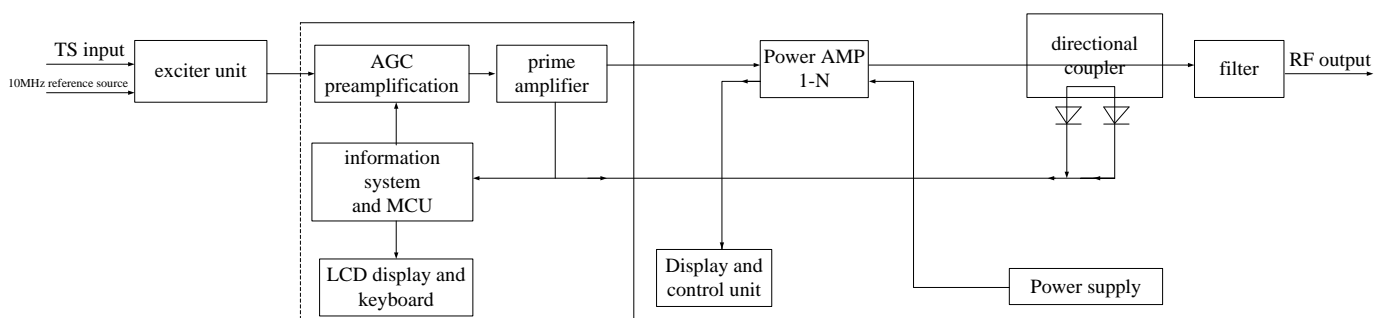 TS input
10MHz reference source
exciter unit
AGC
preamplification
prime
amplifier
Power AMP
1-N
directional
coupler
filter
RF output
information
system
and MCU
LCD display and
keyboard
Display and
control unit
Power supply